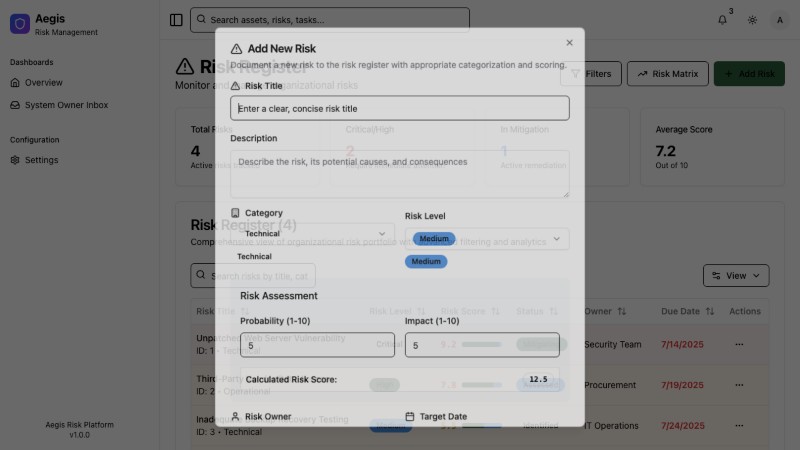 Aegis
Risk Management
Search assets, risks, tasks...
3
A
Dashboards
Overview
System Owner Inbox
Configuration
Settings
Aegis Risk Platform
v1.0.0
Risk Register
Monitor and organizational risks
Filters
Risk Matrix
Add Risk
Total Risks
4
Active risks
Critical/High
2
In Mitigation
1
Active remediation
Average Score
7.2
Out of 10
Risk Register (4)
Comprehensive view of organizational risk portfolio with advanced filtering and analytics
Search risks by title, cat
View
Risk Title
Risk Level
Risk Score
Status
Owner
Due Date
Actions
Unpatched Web Server Vulnerability
ID: 1 • Technical
Critical
9.2
Security Team
7/14/2025
Third-Party
ID: 2 • Operational
7.3
Procurement
7/19/2025
Inadequate Backup Recovery Testing
ID: 3 • Technical
Medium
Identified
IT Operations
7/24/2025
Add New Risk
Document a new risk to the risk register with appropriate categorization and scoring.
Risk Title
Enter a clear, concise risk title
Description
Describe the risk, its potential causes, and consequences
Category
Technical
Technical
Risk Level
Medium
Medium
Risk Assessment
Probability (1-10)
5
Impact (1-10)
5
Calculated Risk Score:
12.5
Risk Owner
Target Date